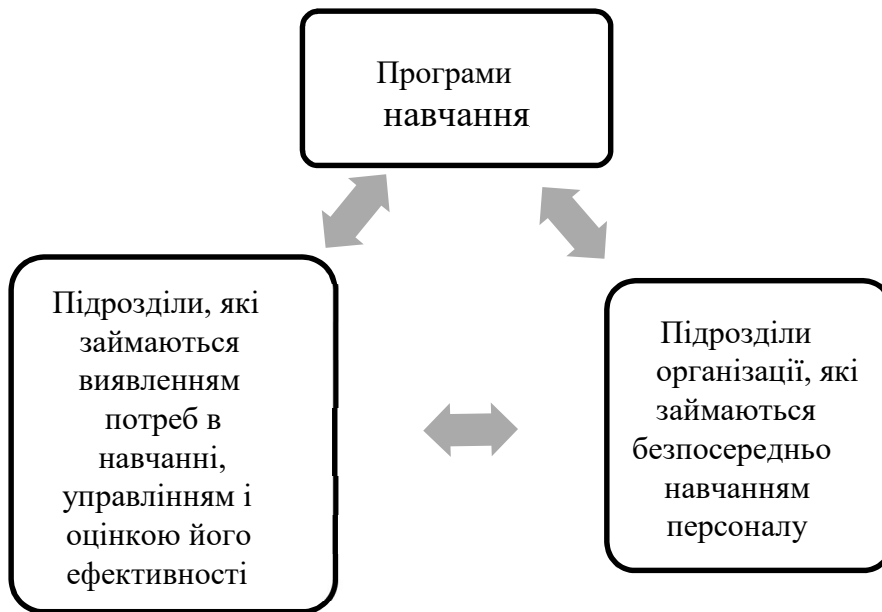 Програми
навчання
Підрозділи, які
займаються
виявленням
потреб в
навчанні,
управлінням і
оцінкою його
ефективності
Підрозділи
організації, які
займаються
безпосередньо
навчанням
персоналу